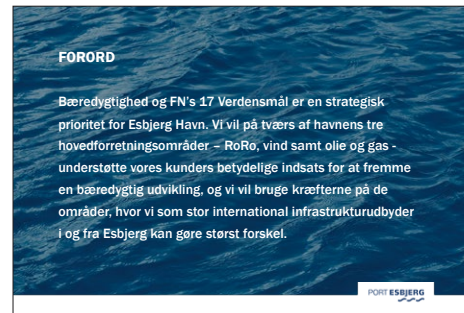 FORORD
Bæredygtighed og FN's 17 Verdensmål er en strategisk
prioritet for Esbjerg Havn. Vi vil på tværs af havnens tre
hovedforretningsområder – RoRo, vind samt olie og gas -
understøtte vores kunders betydelige indsats for at fremme
en bæredygtig udvikling, og vi vil bruge kræfterne på de
områder, hvor vi som stor international infrastrukturudbyder
i og fra Esbjerg kan gøre størst forskel.
PORT ESBJERG